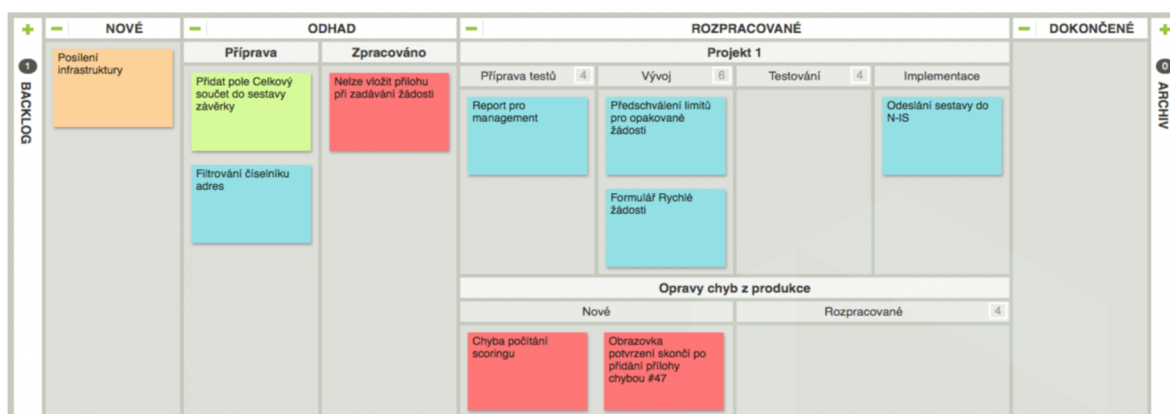 NOVÉ
ODHAD
ROZPRACOVANÉ
DOKONČENÉ
1
BACKLOG
0
ARCHIV
Příprava
Zpracováno
Projekt 1
Příprava testů 4
Vývoj 6
Testování 4
Implementace
Posílení
infrastruktury
Přidat pole Celkový
součet do sestavy
závěrky
Filtrování číselníku
adres
Nelze vložit přílohu
při zadávání žádosti
Report pro
management
Předschválení limitů
pro opakované
žádosti
Formulář Rychlé
žádosti
Odeslání sestavy do
N-IS
Opravy chyb z produkce
Nové
Rozpracované 4
Chyba počítání
scoringu
Obrazovka
potvrzení skončí po
přidání přílohy
chybou #47